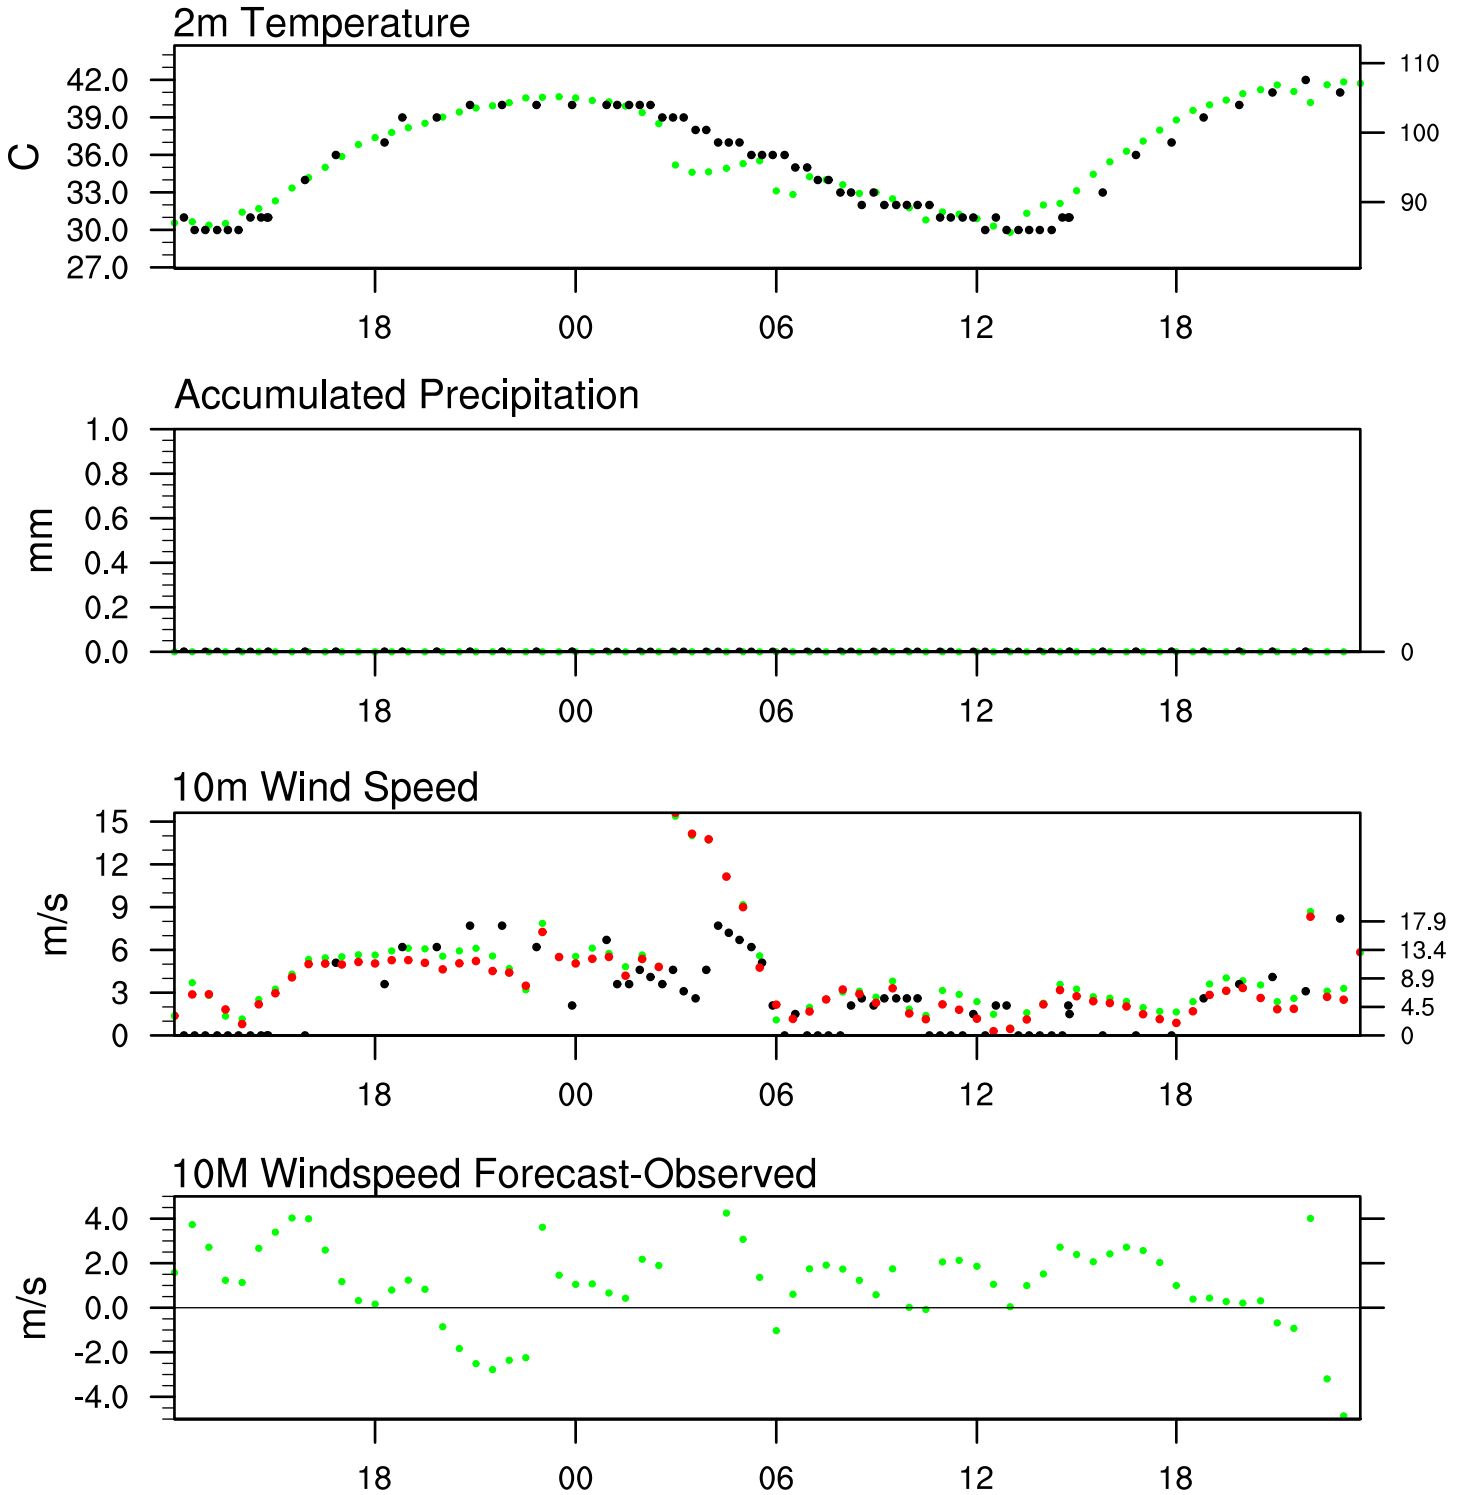 2m Temperature
42.0
39.0
36.0
33.0
30.0
27.0
C
110
100
90
18 00 06 12 18
Accumulated Precipitation
1.0
0.8
0.6
0.4
0.2
0.0
mm
0
18 00 06 12 18
10m Wind Speed
15
12
9
6
3
0
m/s
17.9
13.4
8.9
4.5
0
18 00 06 12 18
10M Windspeed Forecast-Observed
4.0
2.0
0.0
-2.0
-4.0
m/s
18 00 06 12 18